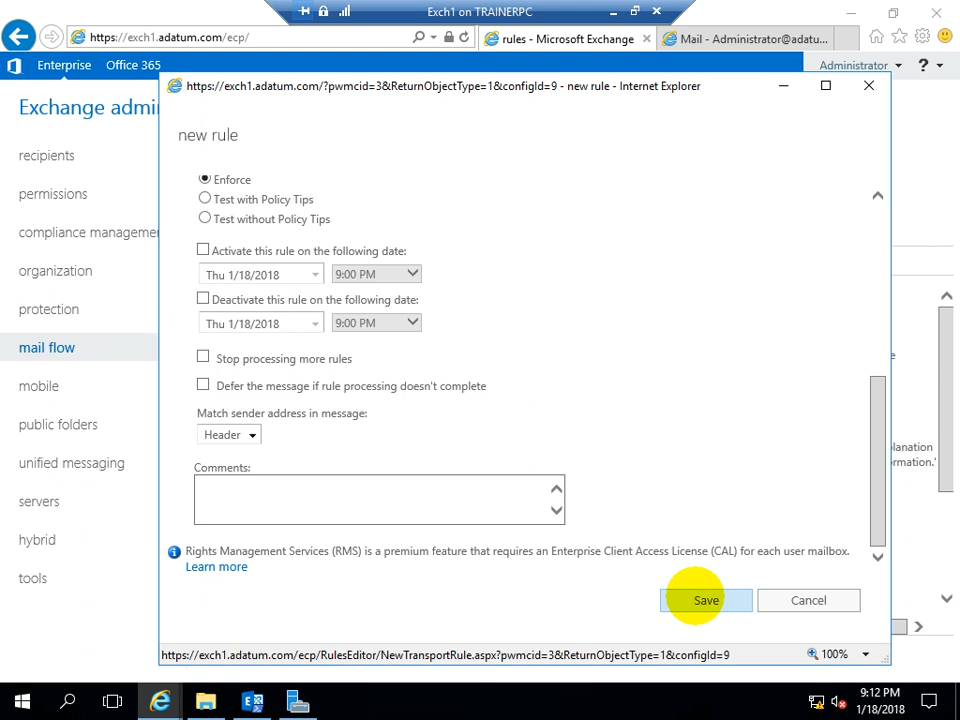 Exch1 on TRAINERPC
https://exch1.adatum.com/ecp/
rules - Microsoft Exchange
Mail - Administrator@adatu...
Enterprise
Office 365
Administrator
?
Exchange admi
https://exch1.adatum.com/?pwmcid=3&ReturnObjectType=1&configId=9 - new rule - Internet Explorer
recipients
permissions
compliance manageme
organization
protection
mail flow
mobile
public folders
unified messaging
servers
hybrid
tools
new rule
Enforce
Test with Policy Tips
Test without Policy Tips
Activate this rule on the following date:
Thu 1/18/2018
9:00 PM
Deactivate this rule on the following date:
Thu 1/18/2018
9:00 PM
Stop processing more rules
Defer the message if rule processing doesn't complete
Match sender address in message:
Header
Comments:
Rights Management Services (RMS) is a premium feature that requires an Enterprise Client Access License (CAL) for each user mailbox.
Learn more
Save
Cancel
https://exch1.adatum.com/ecp/RulesEditor/NewTransportRule.aspx?pwmcid=3&ReturnObjectType=1&configId=9
100%
lanation
rmation.'
9:12 PM
1/18/2018